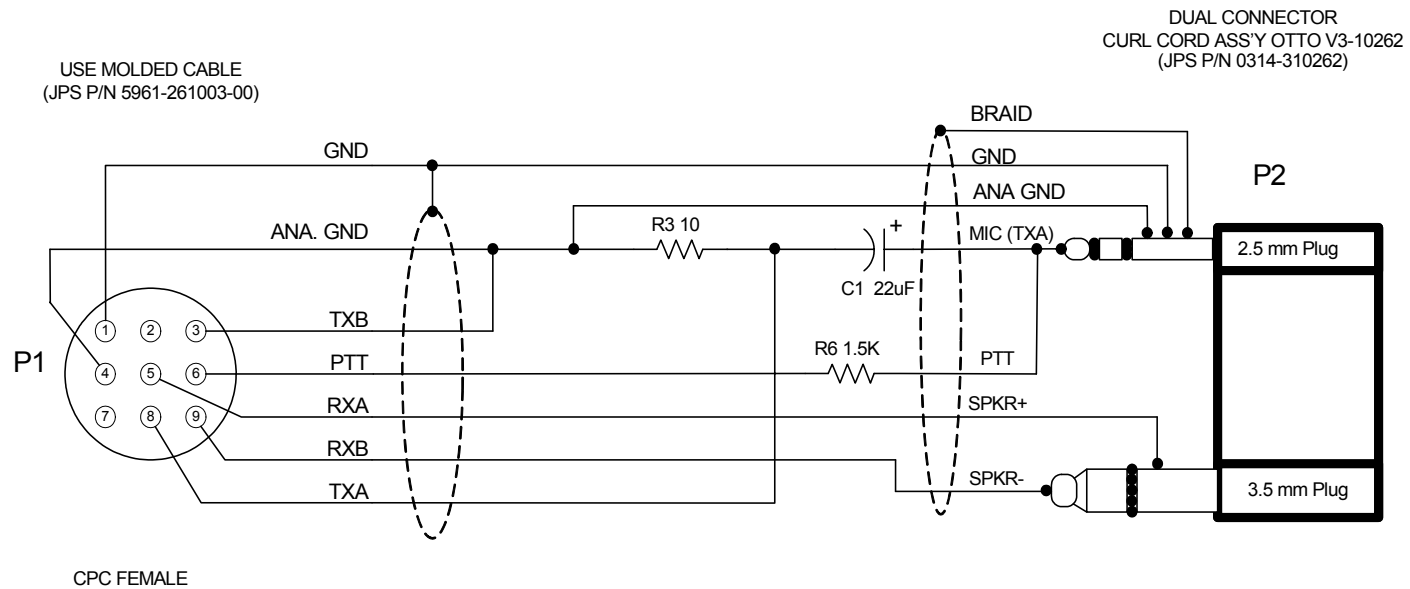 DUAL CONNECTOR
CURL CORD ASS'Y OTTO V3-10262
(JPS P/N 0314-310262)
USE MOLDED CABLE
(JPS P/N 5961-261003-00)
BRAID
GND
GND
P2
ANA GND
ANA. GND
R3 10
+
MIC (TXA)
2.5 mm Plug
C1 22uF
TXB
1 2 3
P1
PTT
R6 1.5K
PTT
4 5 6
RXA
SPKR+
7 8 9
RXB
SPKR-
TXA
3.5 mm Plug
CPC FEMALE